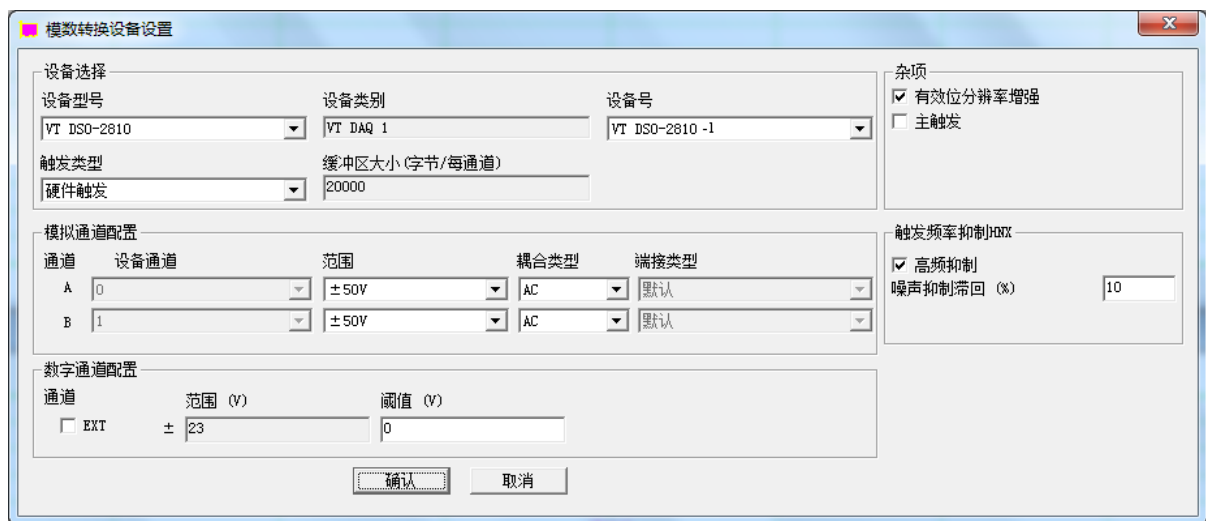 模数转换设备设置
设备选择
设备型号 设备类别 设备号
VT DSO-2810 VT DAQ 1 VT DSO-2810 -1
触发类型 缓冲区大小(字节/每通道)
硬件触发 20000
杂项
有效位分辨率增强
主触发
模拟通道配置
通道 设备通道 范围 耦合类型 端接类型
A 0 ±50V AC 默认
B 1 ±50V AC 默认
触发频率抑制HNX
高频抑制
噪声抑制滞回 (%) 10
数字通道配置
通道 范围 (V) 阈值 (V)
EXT ± 23 0
确认 取消